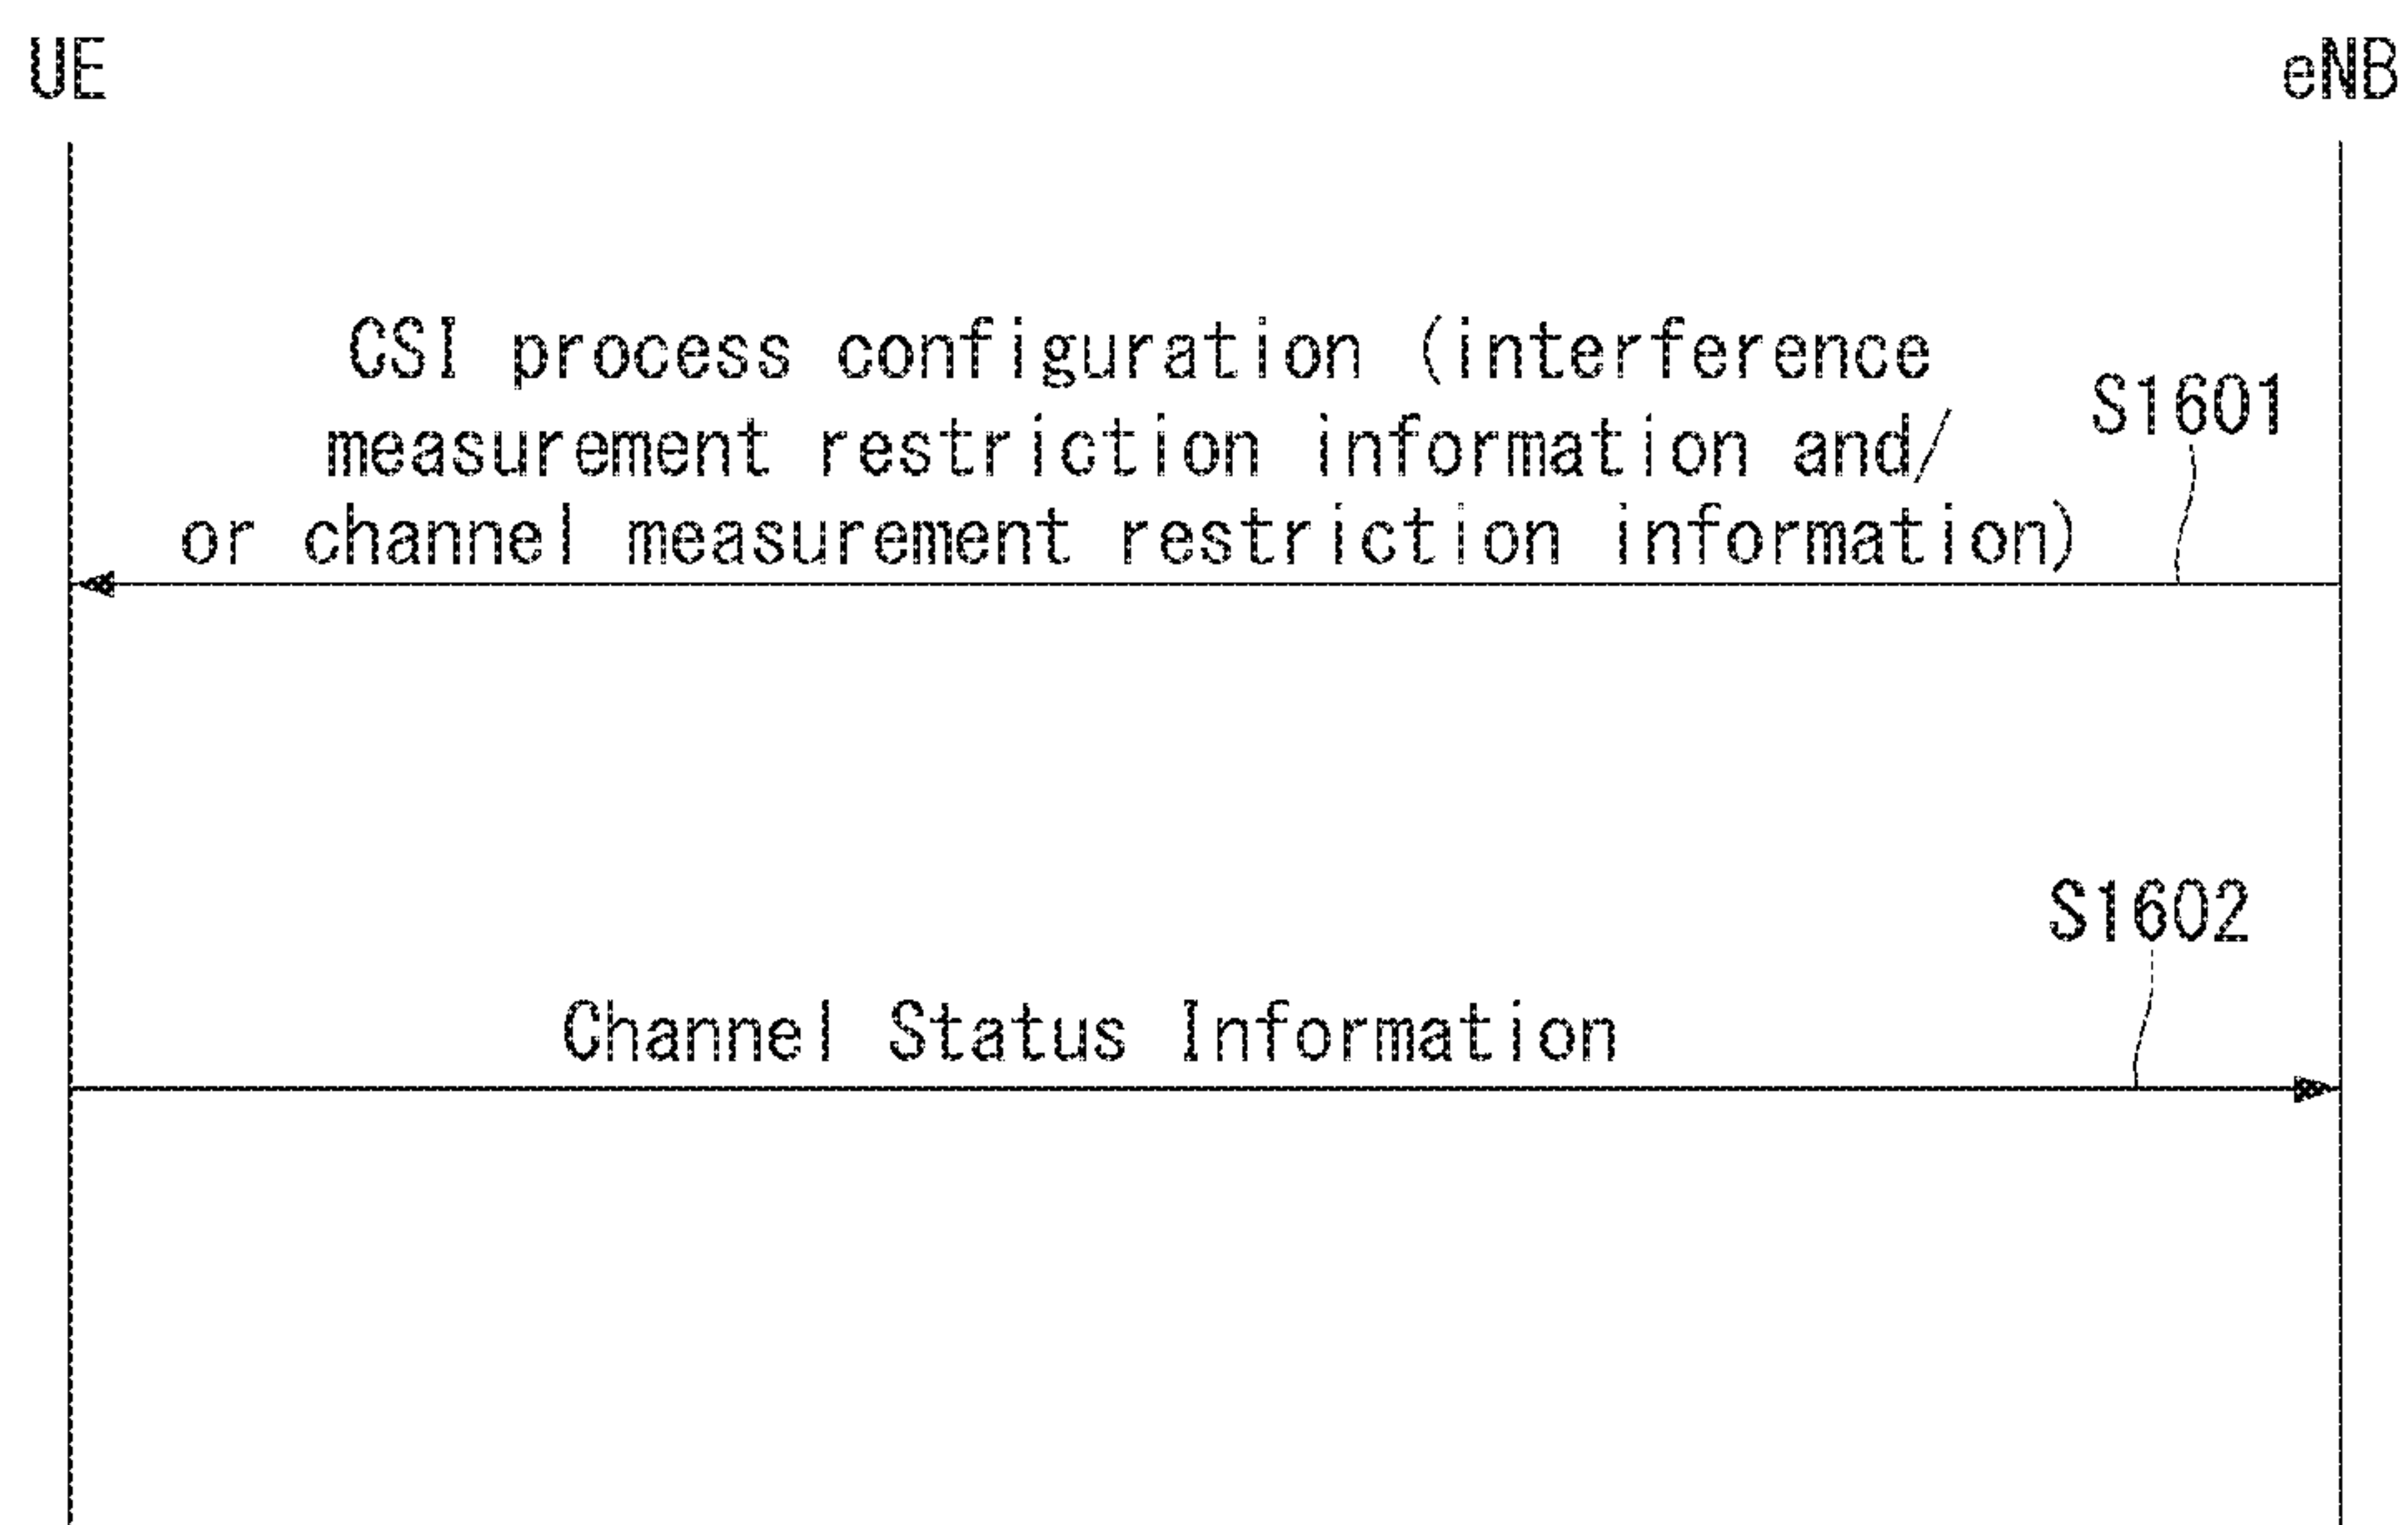 UE
eNB
CSI process configuration (interference
measurement restriction information and/
or channel measurement restriction information)
S1601
S1602
Channel Status Information